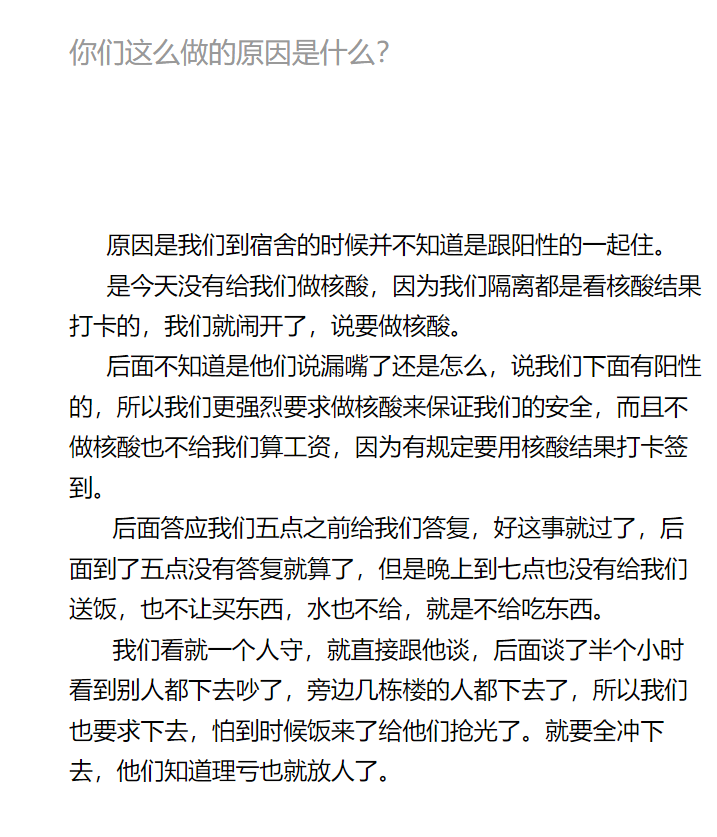 你们这么做的原因是什么？
原因是我们到宿舍的时候并不知道是跟阳性的一起住。
是今天没有给我们做核酸，因为我们隔离都是看核酸结果
打卡的，我们就闹开了，说要做核酸。
后面不知道是他们说漏嘴了还是怎么，说我们下面有阳性
的，所以我们更强烈要求做核酸来保证我们的安全，而且不
做核酸也不给我们算工资，因为有规定要用核酸结果打卡签
到。
后面答应我们五点之前给我们答复，好这事就过了，后
面到了五点没有答复就算了，但是晚上到七点也没有给我们
送饭，也不让买东西，水也不给，就是不给吃东西。
我们看就一个人守，就直接跟他谈，后面谈了半个小时
看到别人都下去吵了，旁边几栋楼的人都下去了，所以我们
也要求下去，怕到时候饭来了给他们抢光了。就要全冲下
去，他们知道理亏也就放人了。